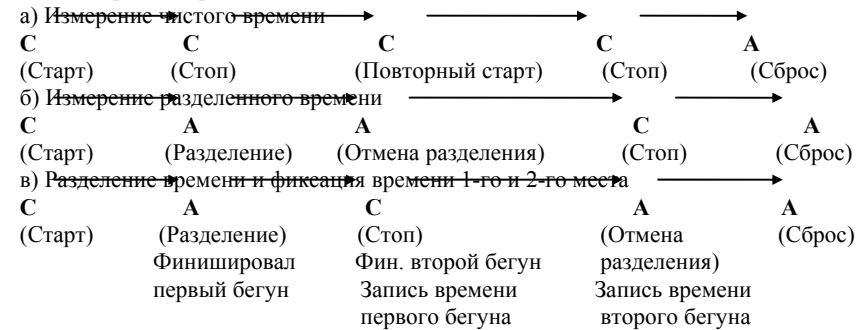 а) Измерение чистого времени
С С С С А
(Старт) (Стоп) (Повторный старт) (Стоп) (Сброс)
б) Измерение разделенного времени
С А А С А
(Старт) (Разделение) (Отмена разделения) (Стоп) (Сброс)
в) Разделение времени и фиксация времени 1-го и 2-го места
С А С А А
(Старт) (Разделение) (Стоп) (Отмена (Сброс)
Финишировал Фин. второй бегун разделения)
первый бегун Запись времени Запись времени
первого бегуна второго бегуна